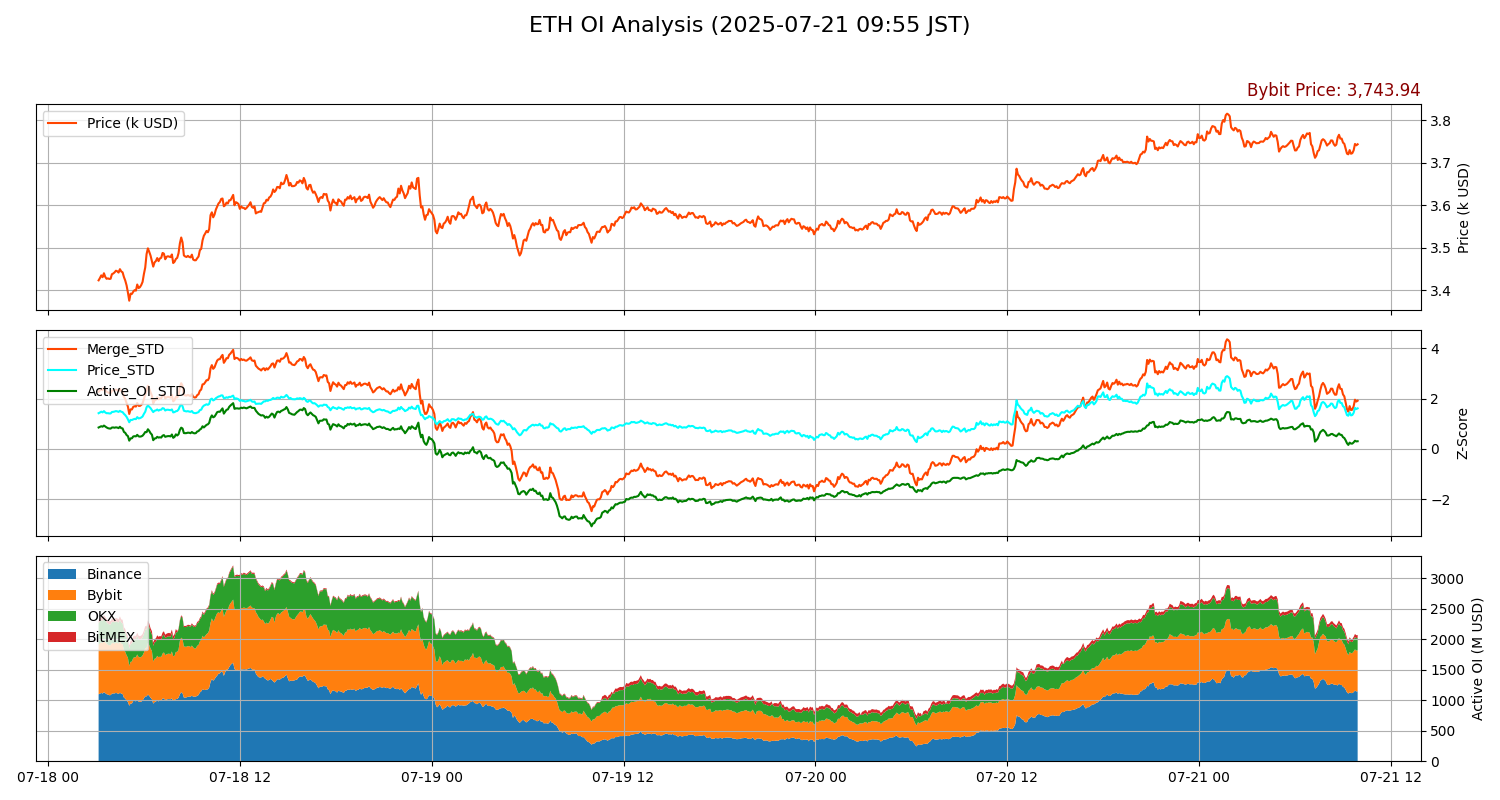 ETH OI Analysis (2025-07-21 09:55 JST)
Bybit Price: 3,743.94
Price (k USD)
3.8
3.7
3.6
3.5
3.4
Price (k USD)
Merge_STD
Price_STD
Active_OI_STD
4
2
0
−2
Z-Score
Binance
Bybit
OKX
BitMEX
3000
2500
2000
1500
1000
500
0
Active OI (M USD)
07-18 00
07-18 12
07-19 00
07-19 12
07-20 00
07-20 12
07-21 00
07-21 12